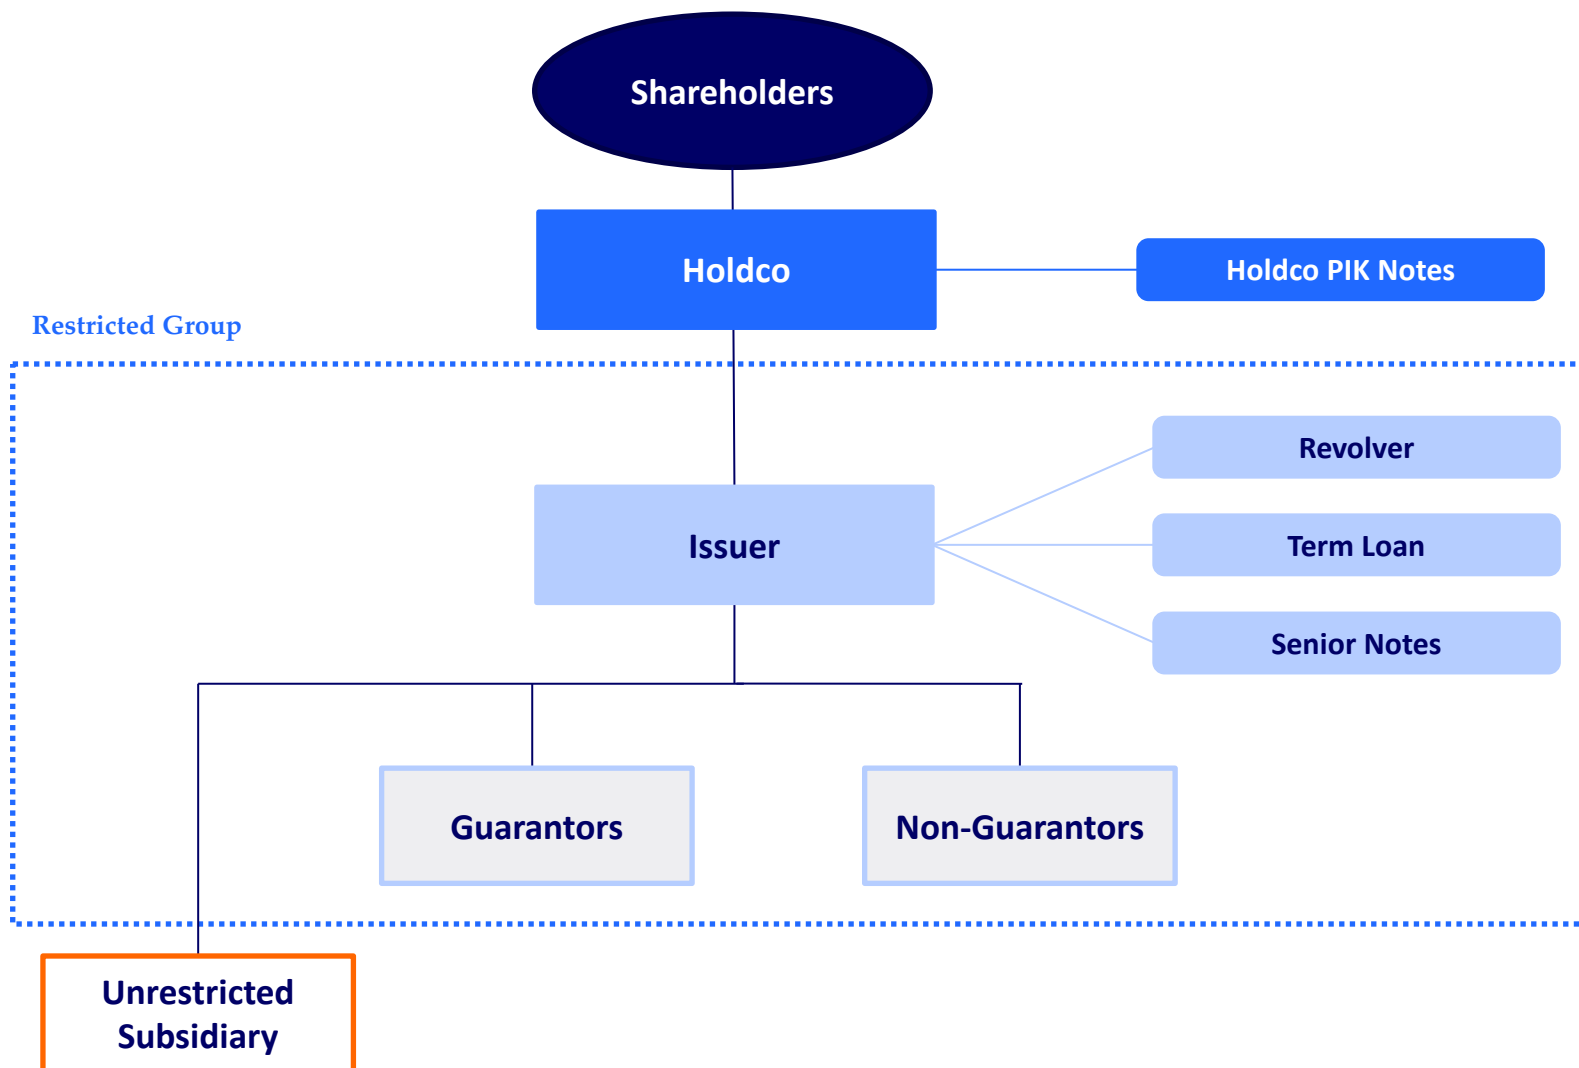 Shareholders
Holdco
Holdco PIK Notes
Restricted Group
Revolver
Issuer
Term Loan
Senior Notes
Guarantors
Non-Guarantors
Unrestricted
Subsidiary